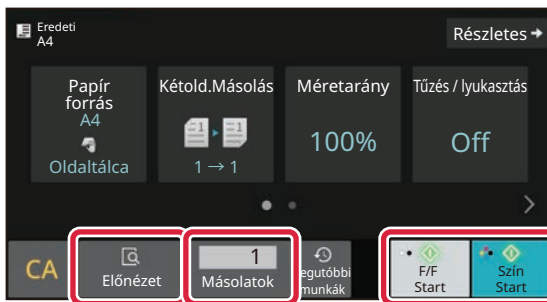 Eredeti
A4
Részletes
Papír
forrás
A4
Oldaltálca
Kétold.Másolás
1 → 1
Méretarány
100%
Tűzés / lyukasztás
Off
CA
Előnézet
1
Másolatok
egutóbbi
munkák
F/F
Start
Szín
Start